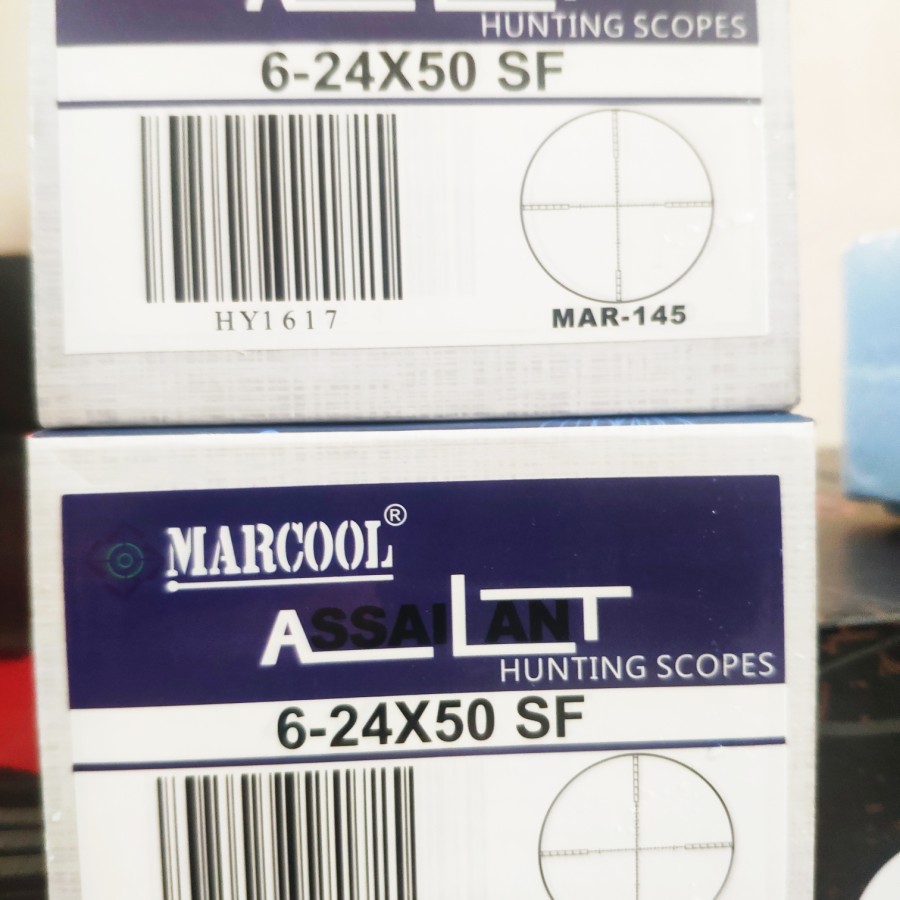 HUNTING SCOPES
6-24X50 SF
HY1617
MAR-145
MARCOOL®
ASSAILANT
HUNTING SCOPES
6-24X50 SF